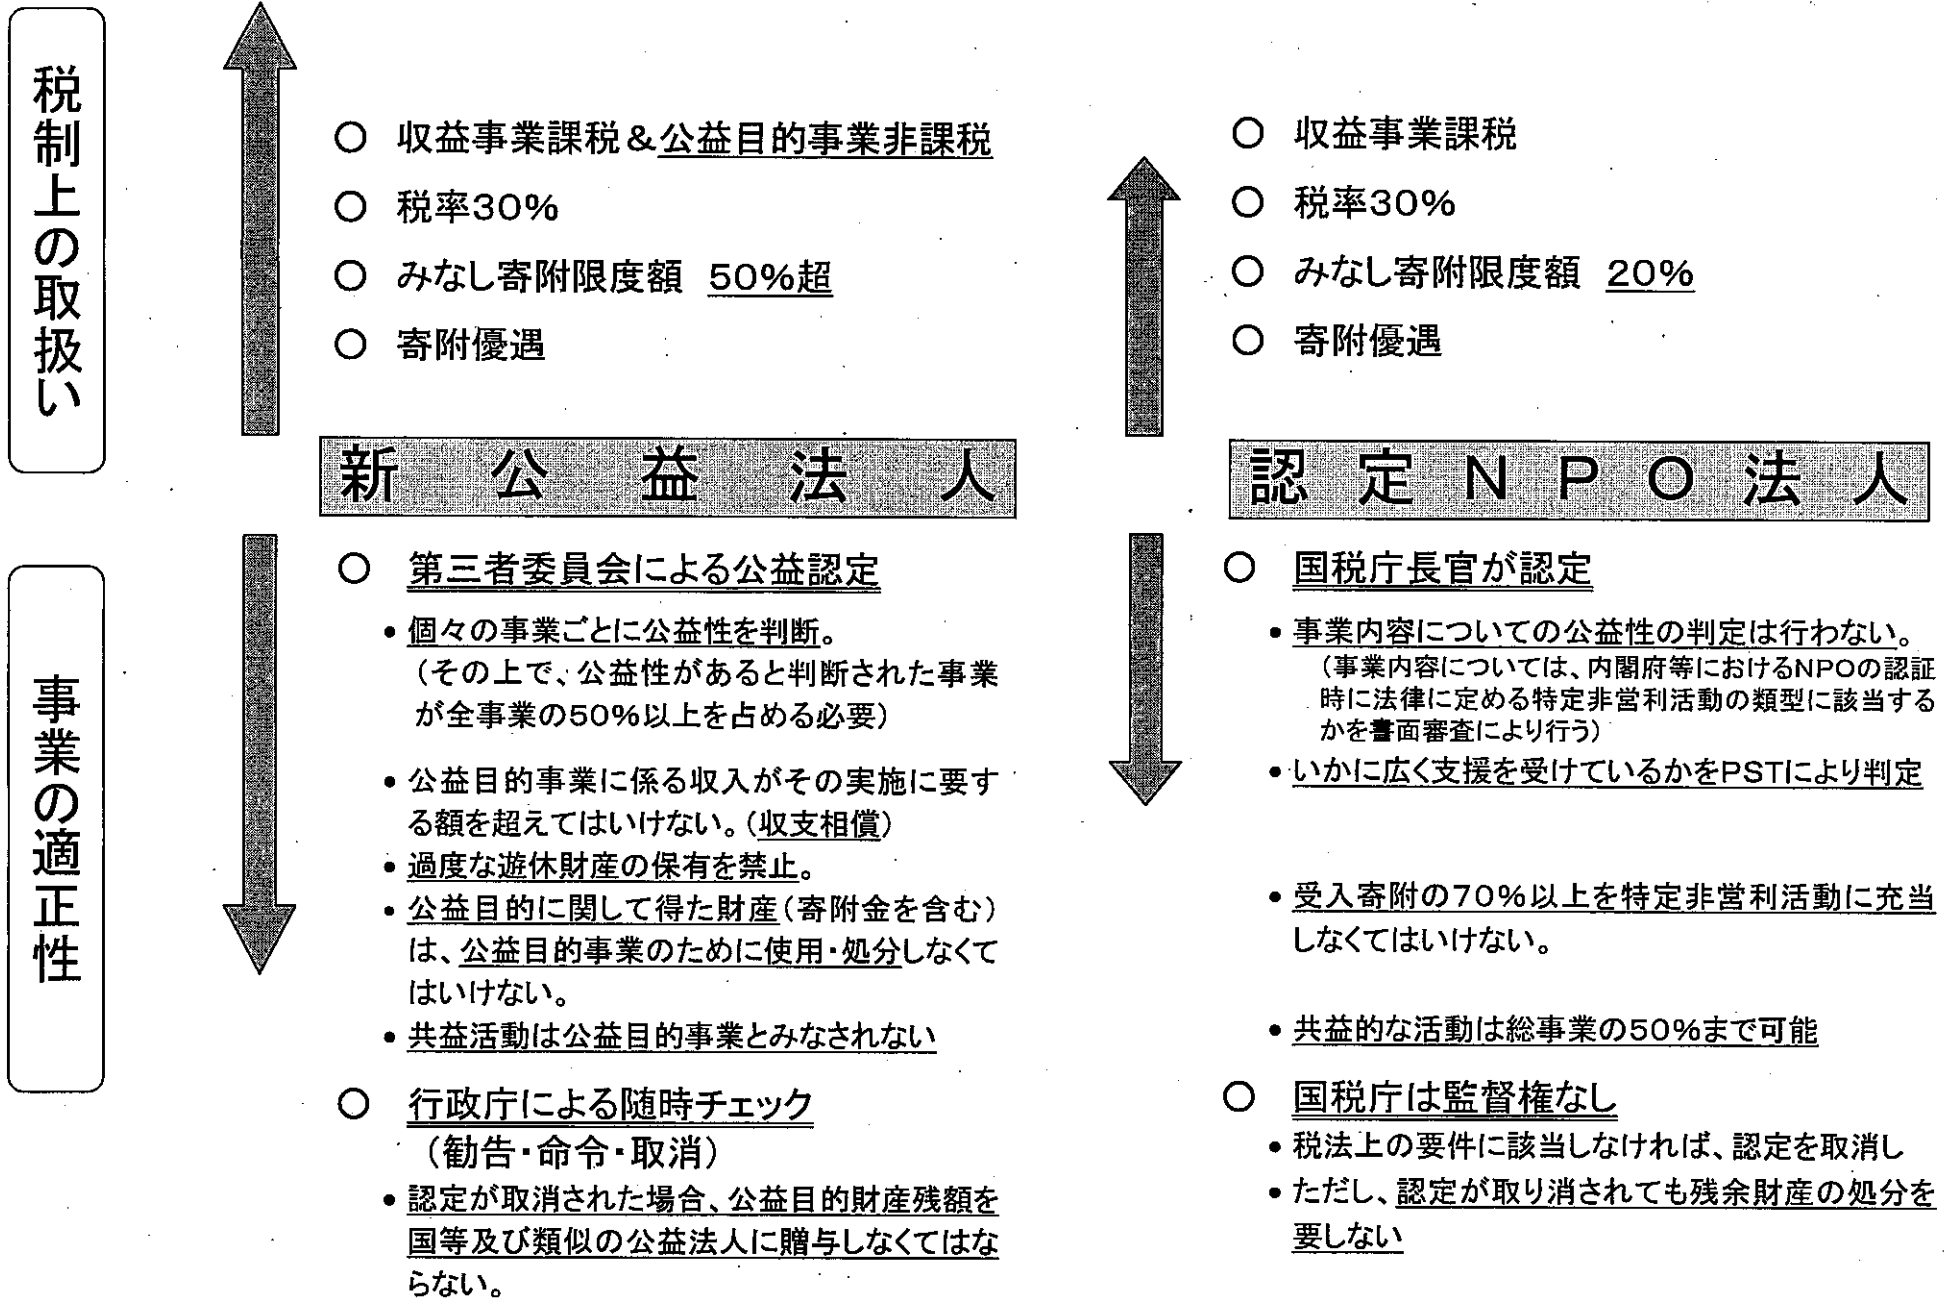 税制上の取扱い
○ 収益事業課税&公益目的事業非課税
○ 税率30%
○ みなし寄附限度額 50%超
○ 寄附優遇
○ 収益事業課税
○ 税率30%
○ みなし寄附限度額 20%
○ 寄附優遇
新公益法人
認定NPO法人
事業の適正性
○ 第三者委員会による公益認定
• 個々の事業ごとに公益性を判断。
(その上で、公益性があると判断された事業
が全事業の50%以上を占める必要)
• 公益目的事業に係る収入がその実施に要す
る額を超えてはいけない。(収支相償)
• 過度な遊休財産の保有を禁止。
• 公益目的に関して得た財産(寄附金を含む)
は、公益目的事業のために使用・処分しなくて
はいけない。
• 共益活動は公益目的事業とみなされない
○ 行政庁による随時チェック
(勧告・命令・取消)
• 認定が取消された場合、公益目的財産残額を
国等及び類似の公益法人に贈与しなくてはな
らない。
○ 国税庁長官が認定
• 事業内容についての公益性の判定は行わない。
(事業内容については、内閣府等におけるNPOの認証
時に法律に定める特定非営利活動の類型に該当する
かを書面審査により行う)
• いかに広く支援を受けているかをPSTにより判定
• 受入寄附の70%以上を特定非営利活動に充当
しなくてはいけない。
• 共益的な活動は総事業の50%まで可能
○ 国税庁は監督権なし
• 税法上の要件に該当しなければ、認定を取消し
• ただし、認定が取り消されても残余財産の処分を
要しない